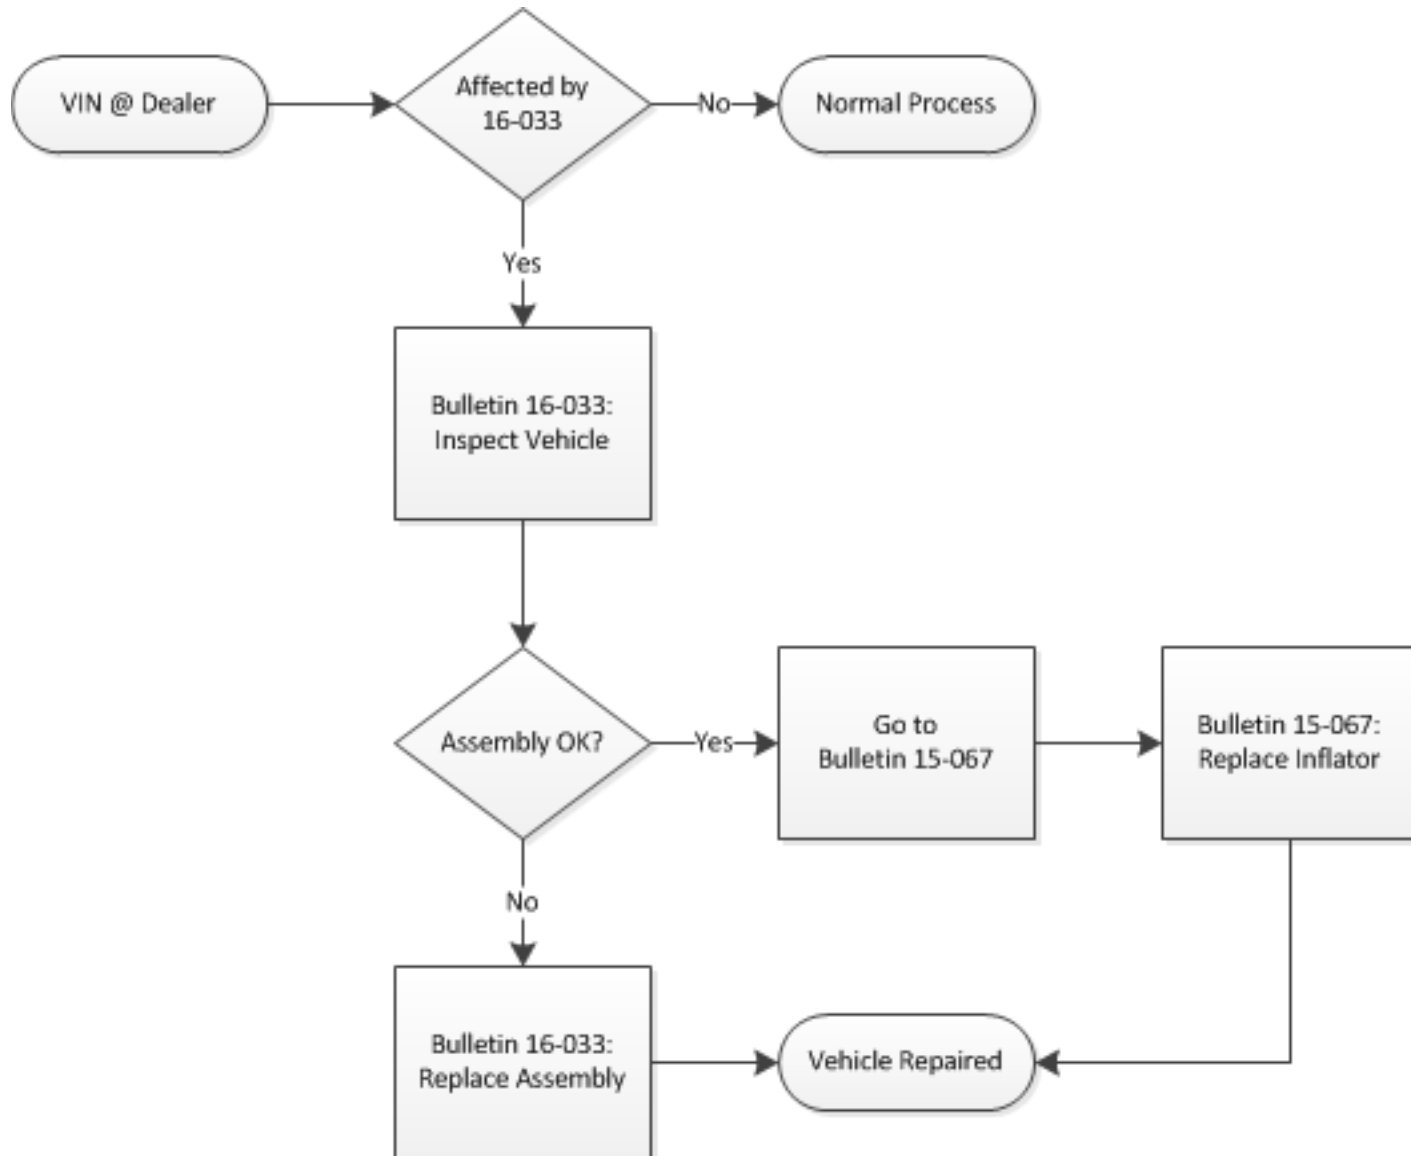 VIN @ Dealer
Affected by
16-033
No
Normal Process
Yes
Bulletin 16-033:
Inspect Vehicle
Assembly OK?
Yes
Go to
Bulletin 15-067
Bulletin 15-067:
Replace Inflator
No
Bulletin 16-033:
Replace Assembly
Vehicle Repaired